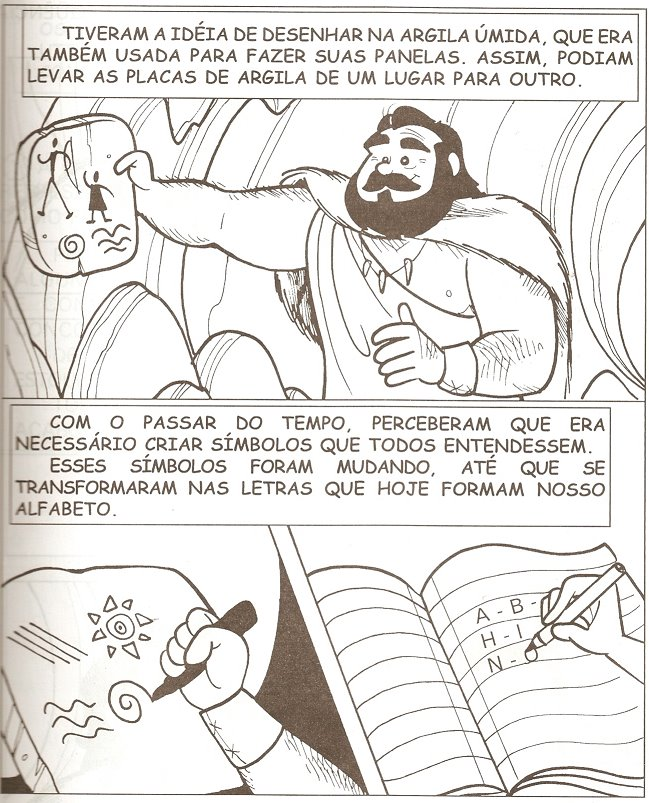 TIVERAM A IDÉIA DE DESENHAR NA ARGILA ÚMIDA, QUE ERA
TAMBÉM USADA PARA FAZER SUAS PANELAS. ASSIM, PODIAM
LEVAR AS PLACAS DE ARGILA DE UM LUGAR PARA OUTRO.
COM O PASSAR DO TEMPO, PERCEBERAM QUE ERA
NECESSÁRIO CRIAR SÍMBOLOS QUE TODOS ENTENDESSEM.
ESSES SÍMBOLOS FORAM MUDANDO, ATÉ QUE SE
TRANSFORMARAM NAS LETRAS QUE HOJE FORMAM NOSSO
ALFABETO.
A - B -
H - I
N - O